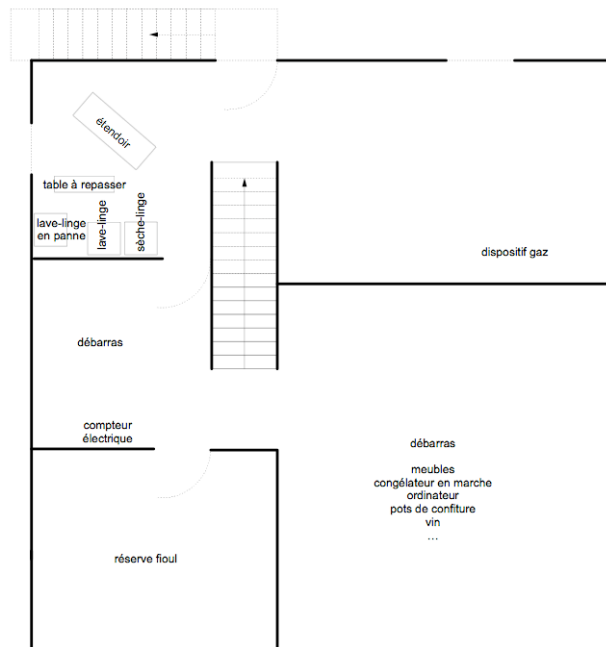 étendoir
table à repasser
lave-linge
en panne
lave-linge
sèche-linge
dispositif gaz
débarras
compteur
électrique
débarras
meubles
congélateur en marche
ordinateur
pots de confiture
vin
...
réserve fioul